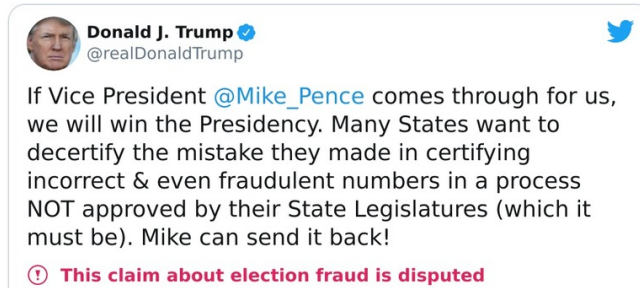 Donald J. Trump
@realDonaldTrump
If Vice President @Mike_Pence comes through for us,
we will win the Presidency. Many States want to
decertify the mistake they made in certifying
incorrect & even fraudulent numbers in a process
NOT approved by their State Legislatures (which it
must be). Mike can send it back!
This claim about election fraud is disputed